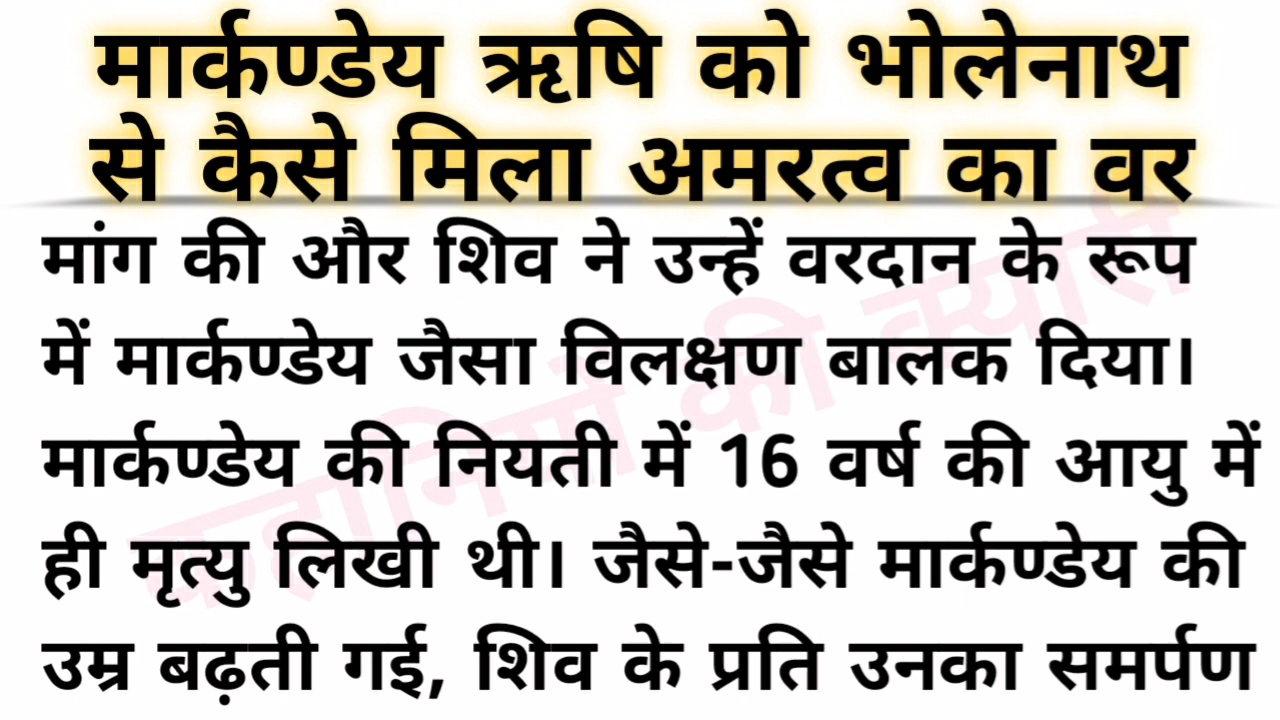 मार्कण्डेय ऋषि को भोलेनाथ
से कैसे मिला अमरत्व का वर
मांग की और शिव ने उन्हें वरदान के रूप
में मार्कण्डेय जैसा विलक्षण बालक दिया।
मार्कण्डेय की नियती में 16 वर्ष की आयु में
ही मृत्यु लिखी थी। जैसे-जैसे मार्कण्डेय की
उम्र बढ़ती गई, शिव के प्रति उनका समर्पण
कहानियों की क्यारी